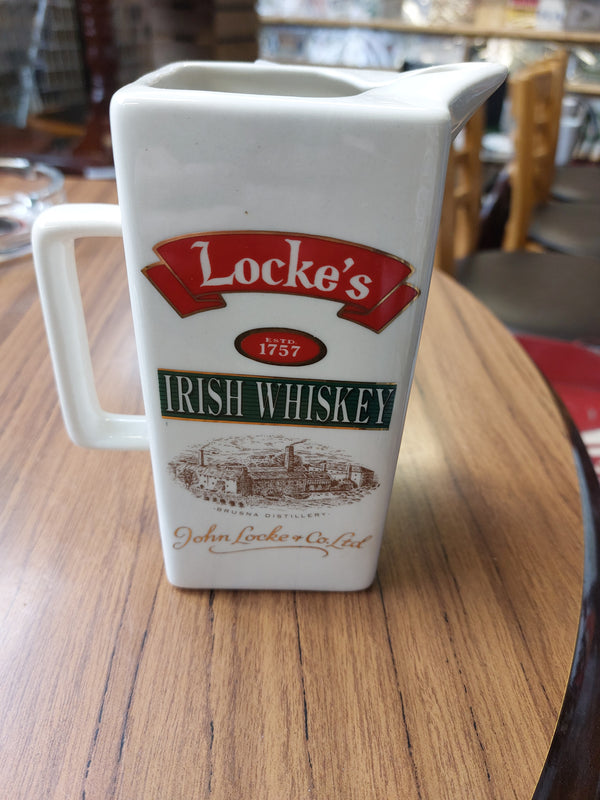 Locke's
ESTD.
1757
IRISH WHISKEY
·BRUSNA DISTILLERY·
John Locke & Co. Ltd